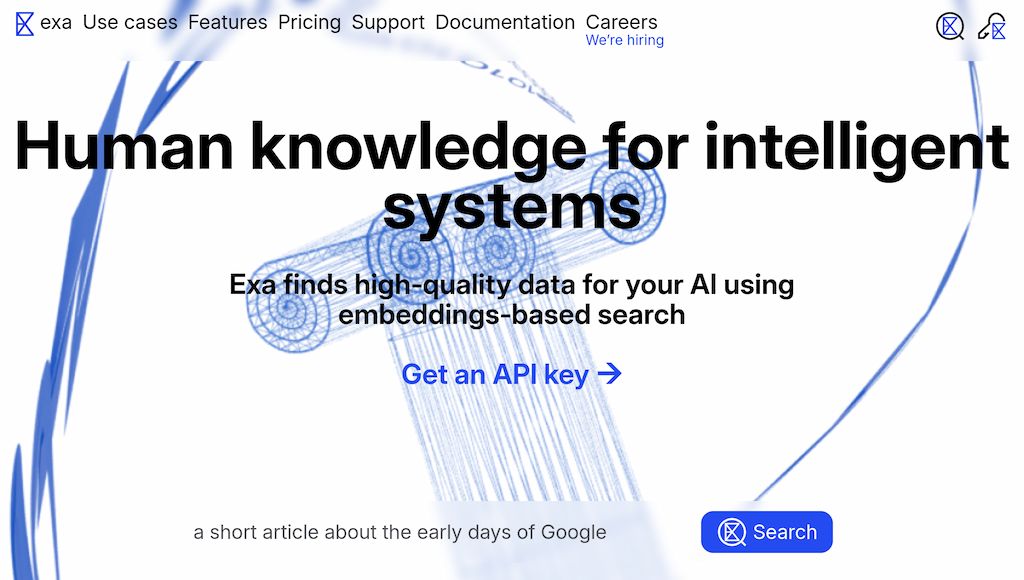 exa Use cases Features Pricing Support Documentation Careers
We're hiring
Human knowledge for intelligent
systems
Exa finds high-quality data for your AI using
embeddings-based search
Get an API key →
a short article about the early days of Google
Search